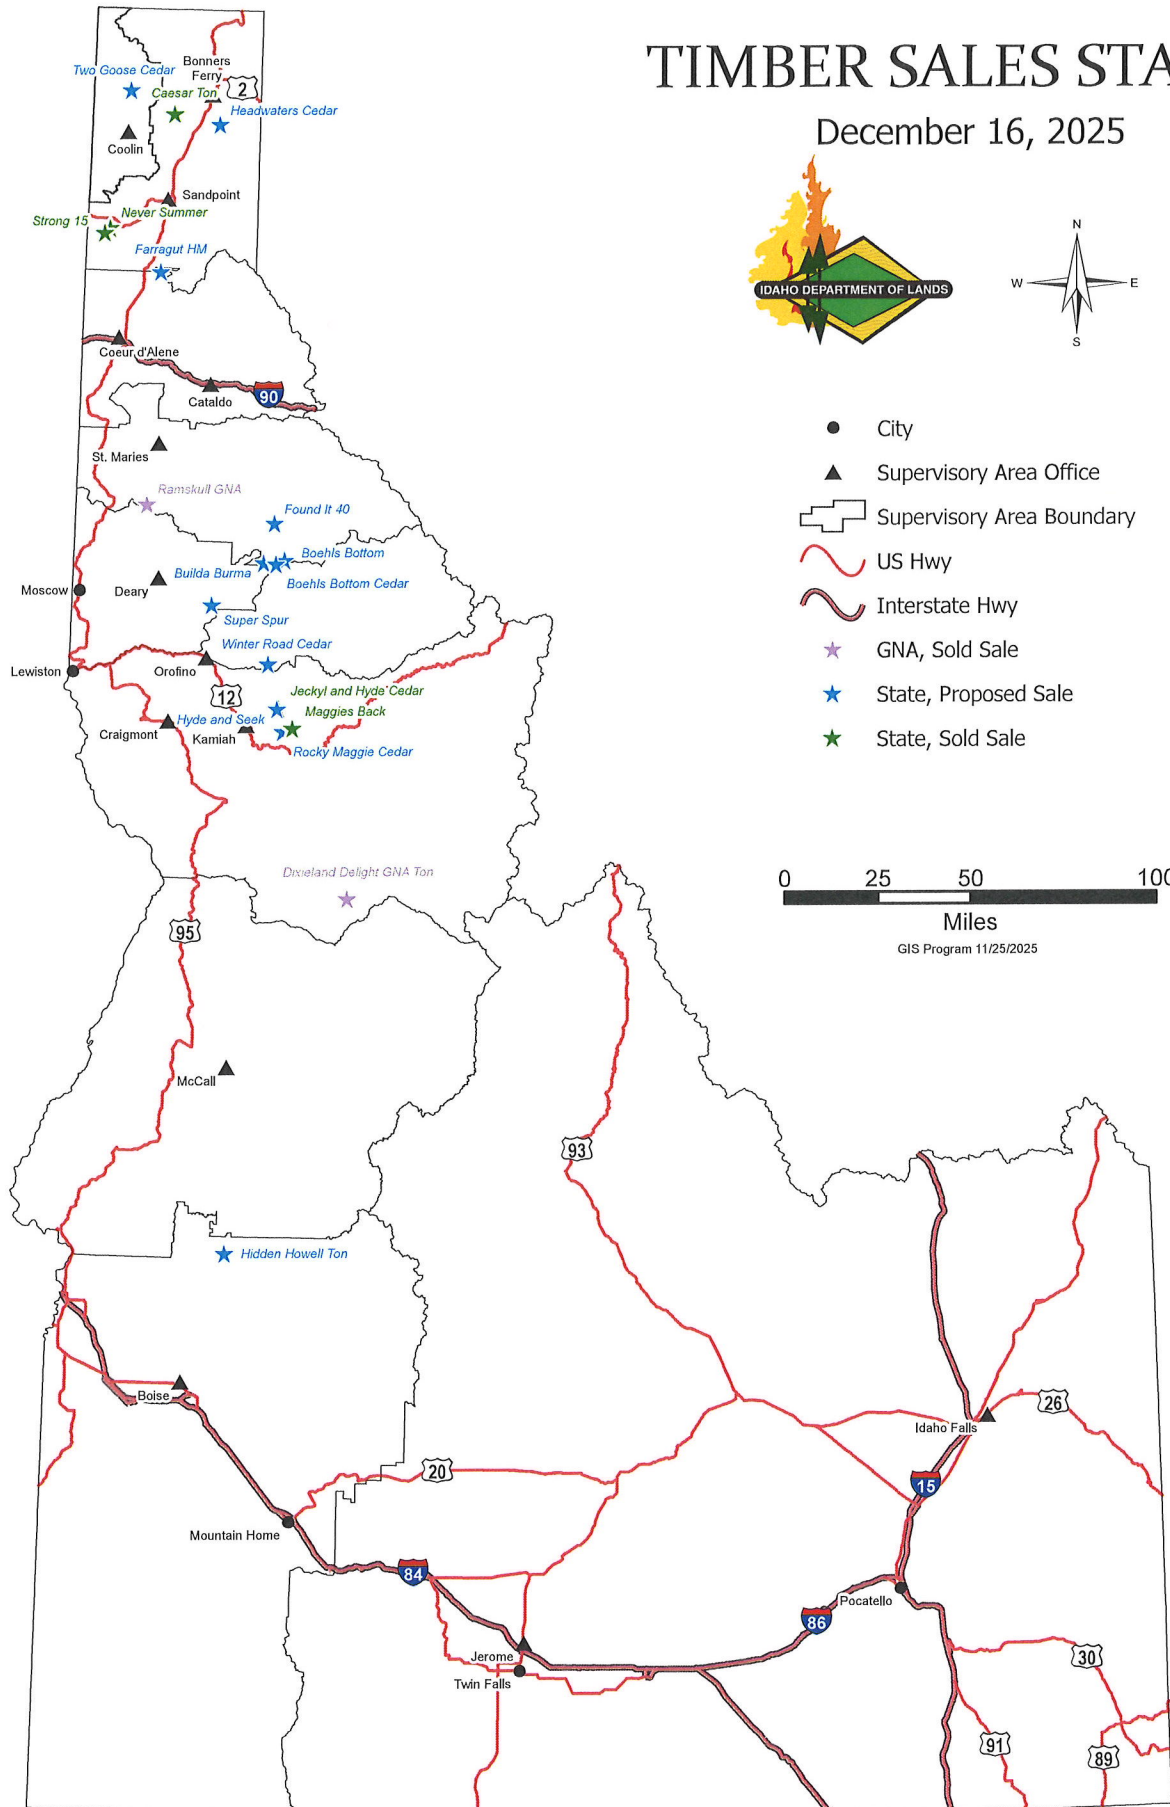 TIMBER SALES STA
December 16, 2025
IDAHO DEPARTMENT OF LANDS
N
W
E
S
City
Supervisory Area Office
Supervisory Area Boundary
US Hwy
Interstate Hwy
GNA, Sold Sale
State, Proposed Sale
State, Sold Sale
0 25 50 100
Miles
GIS Program 11/25/2025
Bonners
Ferry
2
Two Goose Cedar
Caesar Ton
Headwaters Cedar
Coolin
Sandpoint
Never Summer
Strong 15
Farragut HM
Coeur d'Alene
Cataldo
90
St. Maries
Ramskull GNA
Found It 40
Boehls Bottom
Builda Burma
Boehls Bottom Cedar
Moscow
Deary
Super Spur
Winter Road Cedar
Lewiston
Orofino
12
Jeckyl and Hyde Cedar
Maggies Back
Hyde and Seek
Craigmont
Kamiah
Rocky Maggie Cedar
Dixieland Delight GNA Ton
95
McCall
93
Hidden Howell Ton
Boise
Idaho Falls
26
20
15
Mountain Home
84
Pocatello
86
Jerome
Twin Falls
30
91
89